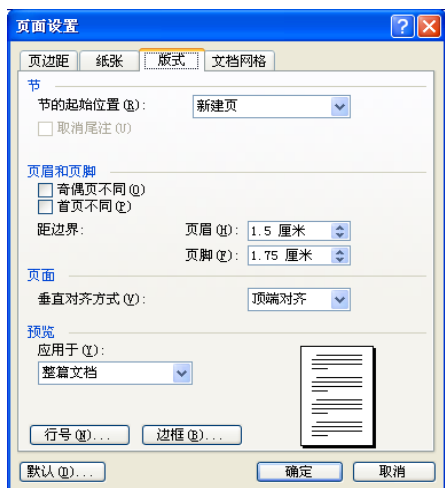 页面设置
页边距 纸张 版式 文档网格
节
节的起始位置(R): 新建页
取消尾注(U)
页眉和页脚
奇偶页不同(O)
首页不同(P)
距边界: 页眉(H): 1.5 厘米
页脚(F): 1.75 厘米
页面
垂直对齐方式(V): 顶端对齐
预览
应用于(Y):
整篇文档
行号(N)... 边框(B)...
默认(D)... 确定 取消